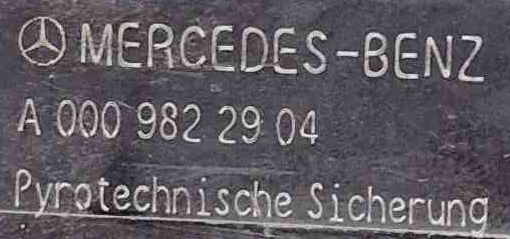 MERCEDES-BENZ
A 000 982 29 04
Pyrotechnische Sicherung